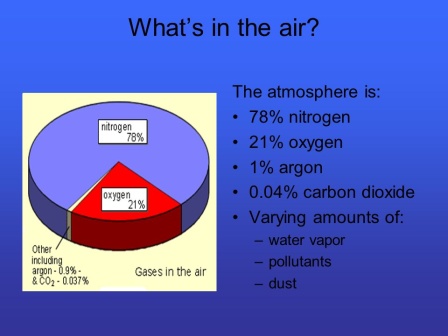 What's in the air?
The atmosphere is:
• 78% nitrogen
• 21% oxygen
• 1% argon
• 0.04% carbon dioxide
• Varying amounts of:
– water vapor
– pollutants
– dust
nitrogen
78%
oxygen
21%
Other
including
argon - 0.9% -
& CO₂ - 0.037%
Gases in the air